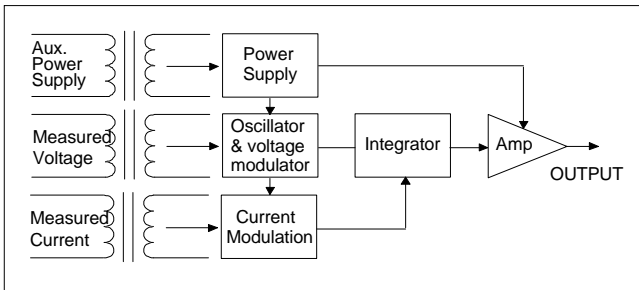 Aux.
Power
Supply
Power
Supply
Measured
Voltage
Oscillator
& voltage
modulator
Integrator
Amp
OUTPUT
Measured
Current
Current
Modulation